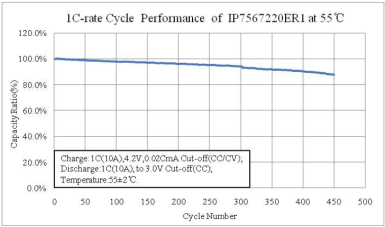 1C-rate Cycle Performance of IP7567220ER1 at 55℃
120.0%
100.0%
80.0%
60.0%
40.0%
20.0%
0.0%
Capacity Ratio(%)
Charge:1C(10A),4.2V,0.02CmA Cut-off(CC/CV);
Discharge:1C(10A), to 3.0V Cut-off(CC);
Temperature:55±2℃.
0 50 100 150 200 250 300 350 400 450 500
Cycle Number